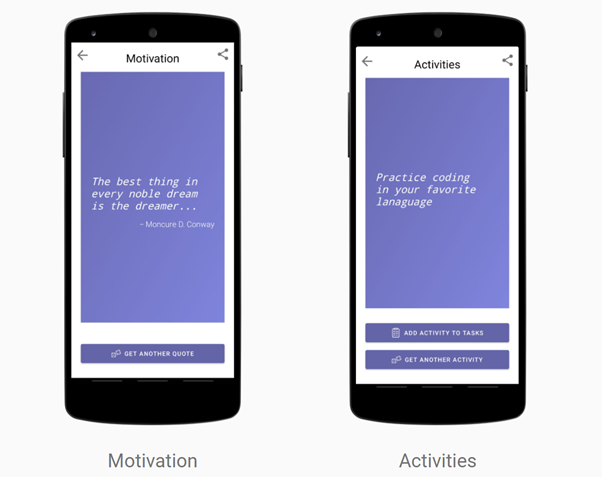 Motivation
The best thing in
every noble dream
is the dreamer...
– Moncure D. Conway
GET ANOTHER QUOTE
Motivation
Activities
Practice coding
in your favorite
lanaguage
ADD ACTIVITY TO TASKS
GET ANOTHER ACTIVITY
Activities